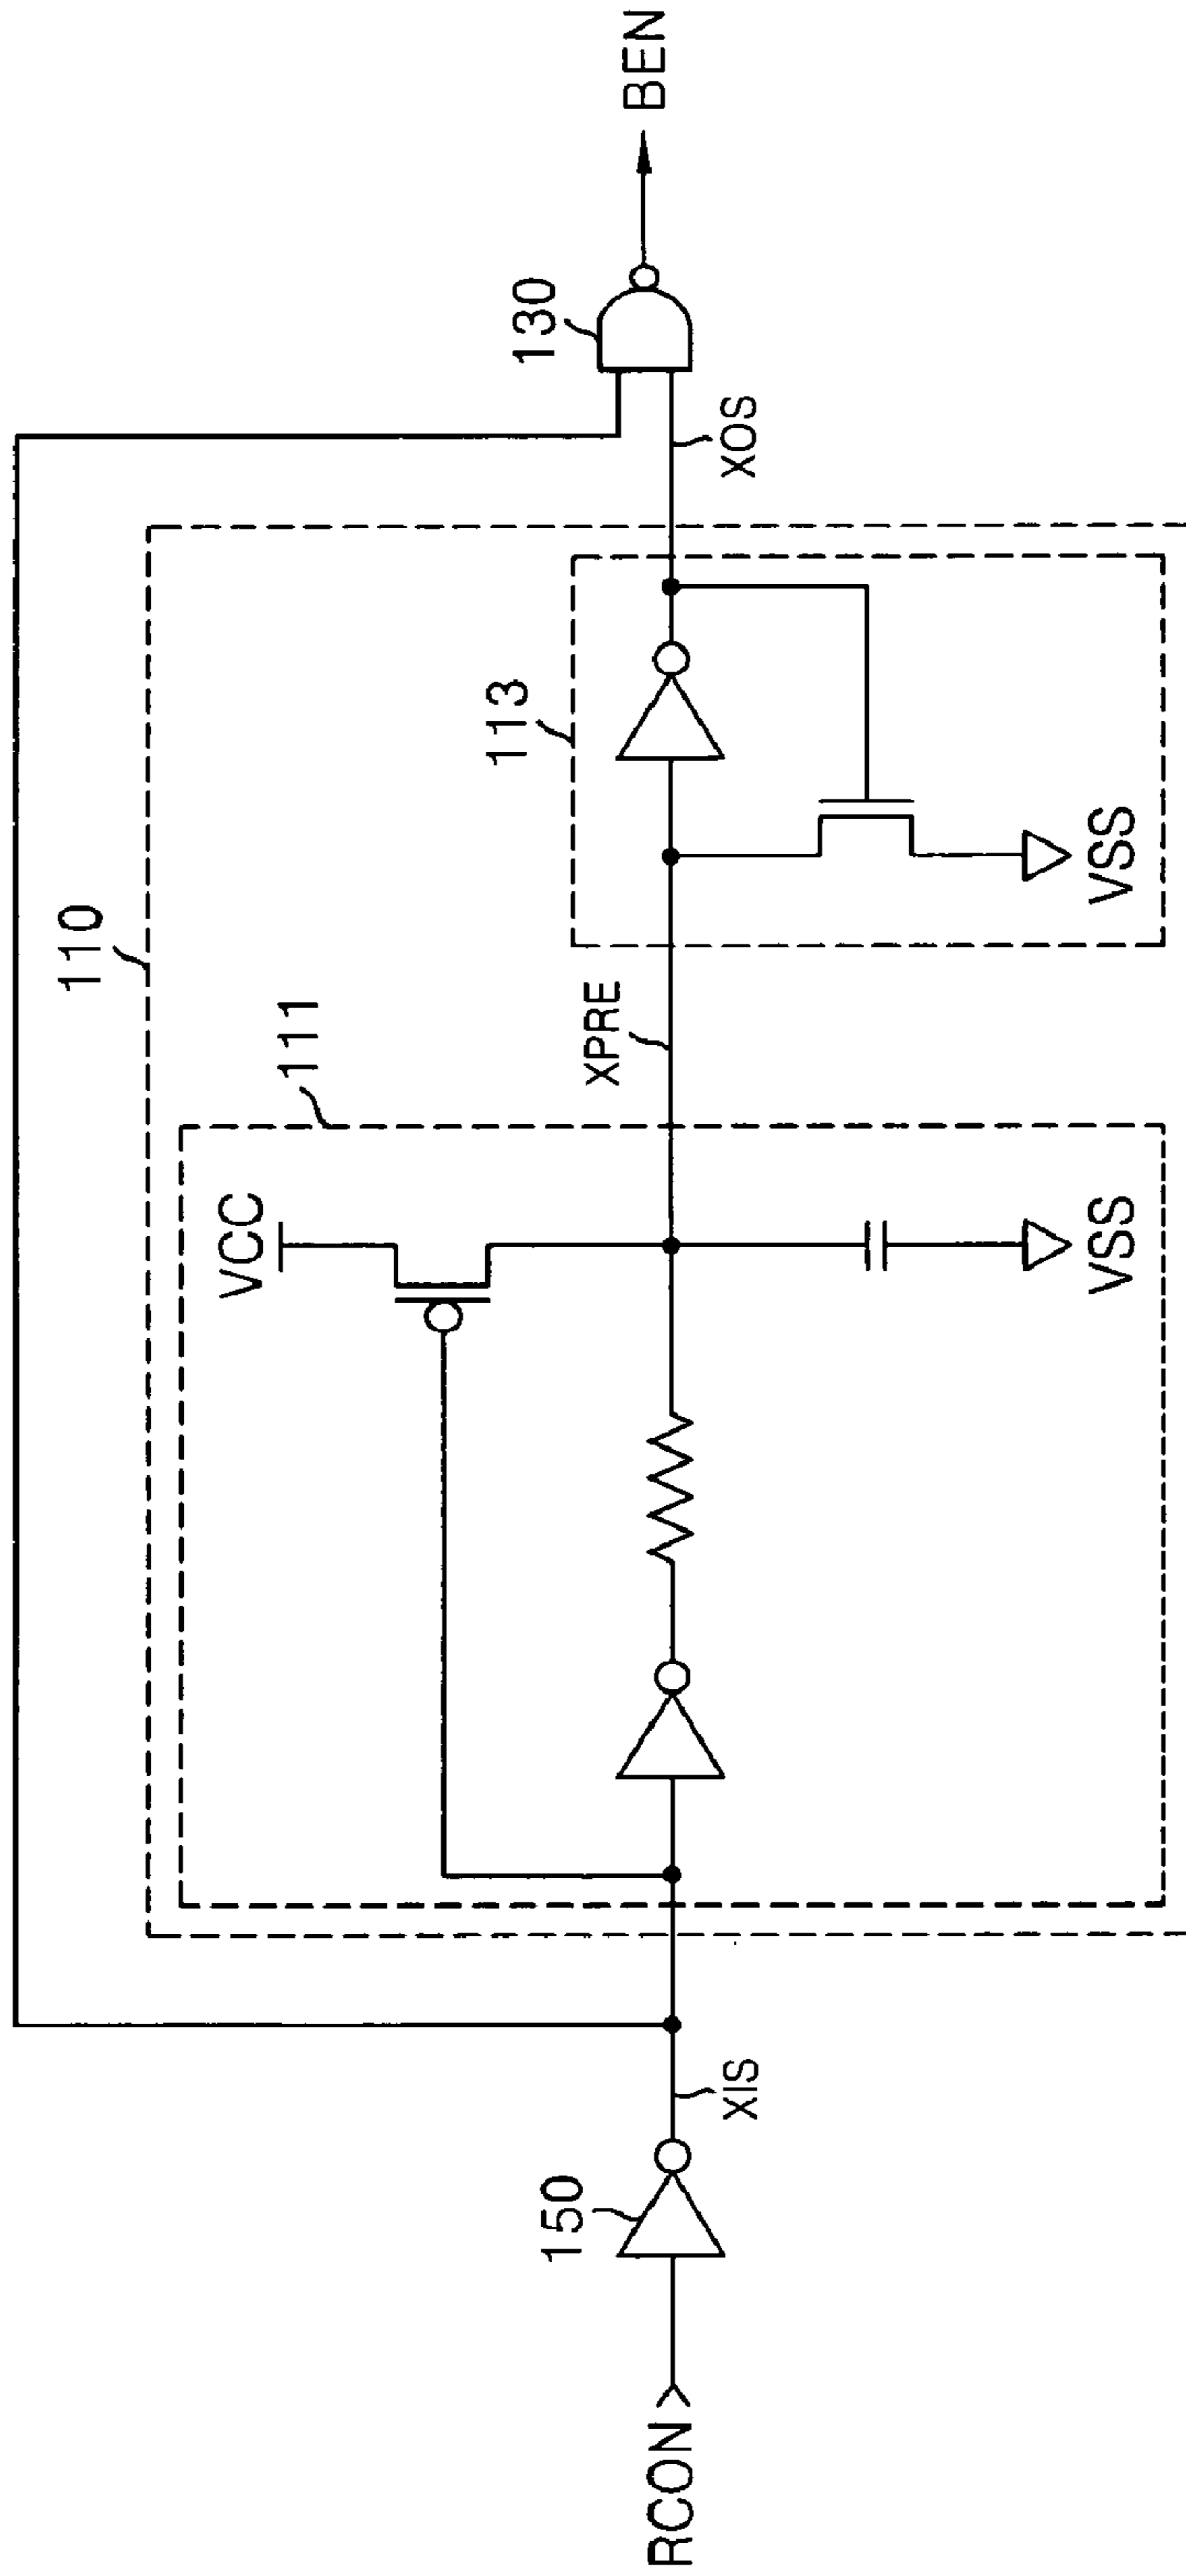 RCON
150
XIS
110
111
VCC
VSS
XPRE
113
VSS
XOS
130
BEN